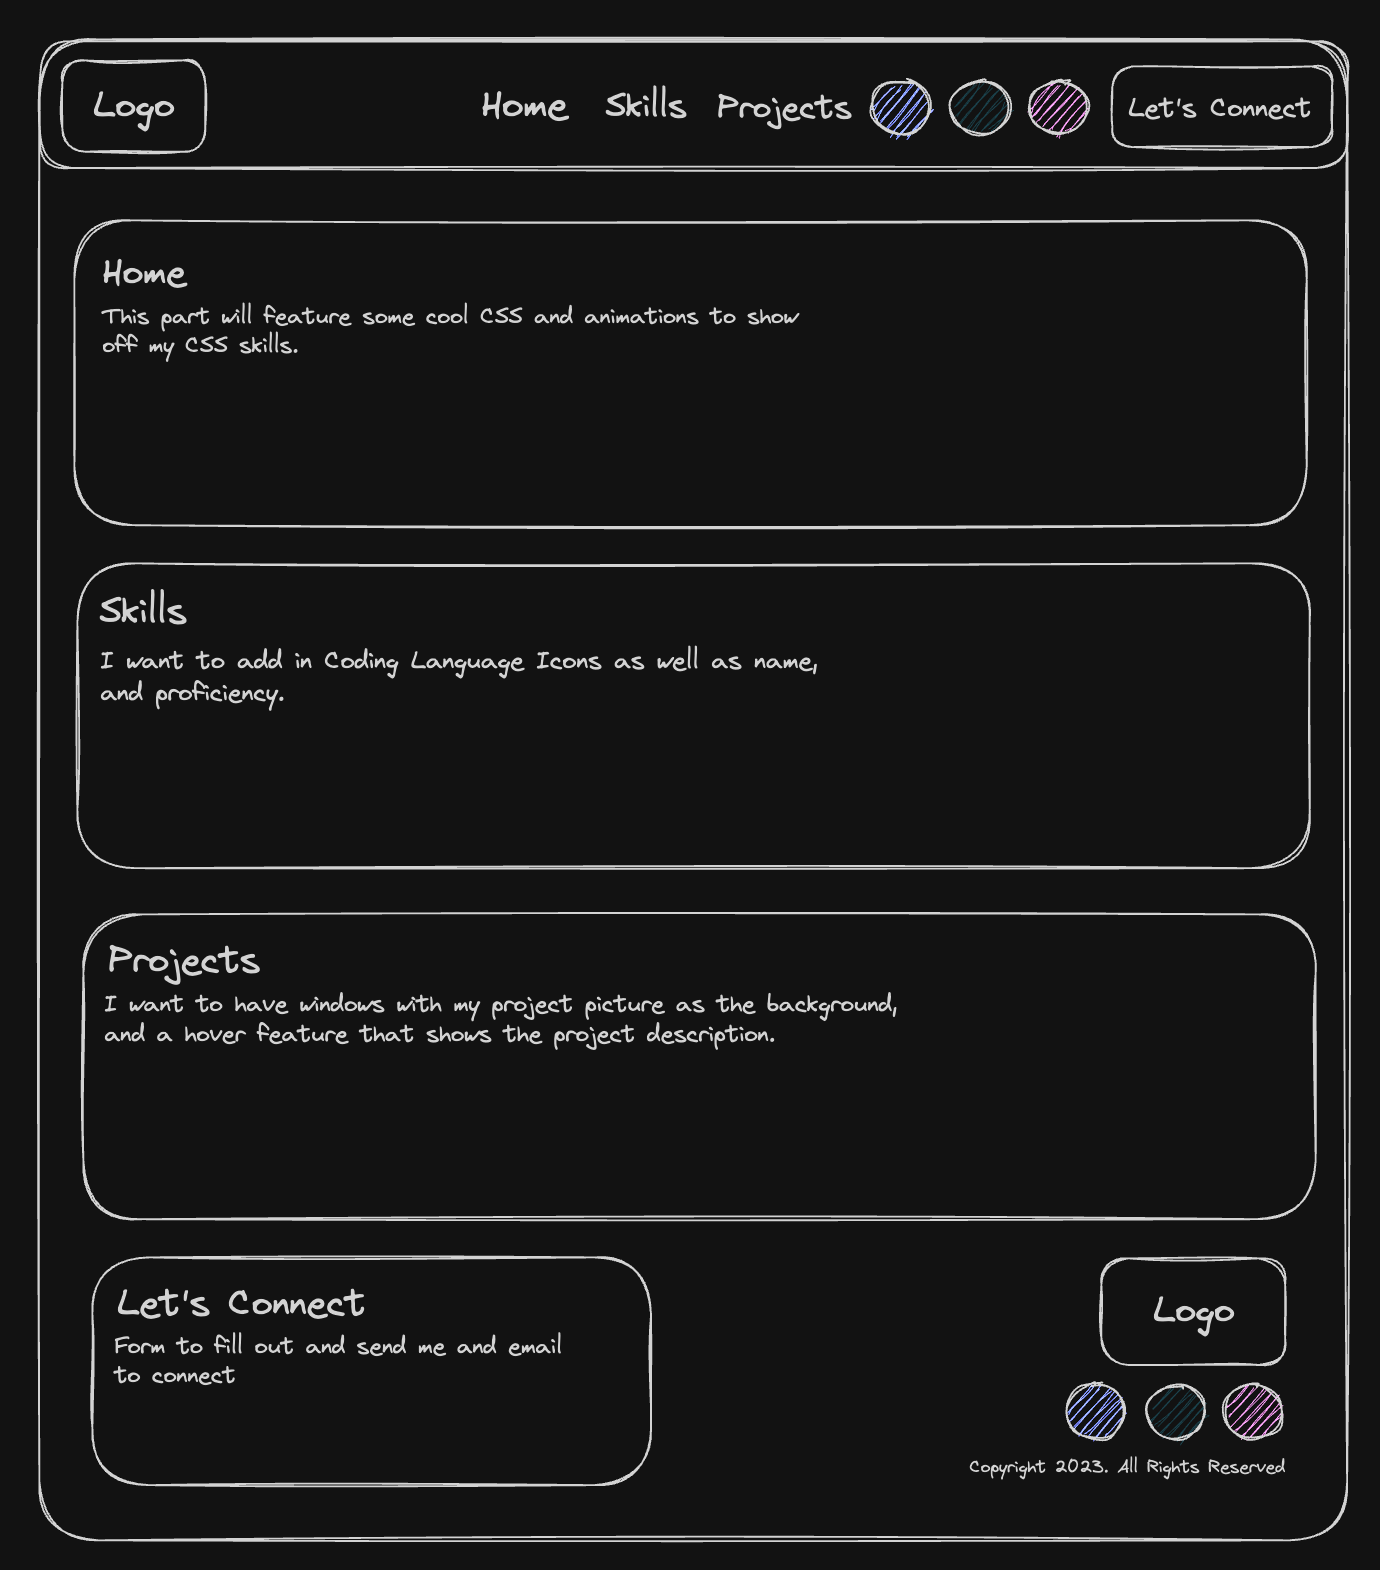 Logo
Home Skills Projects
Let's Connect
Home
This part will feature some cool CSS and animations to show
off my CSS skills.
Skills
I want to add in Coding Language Icons as well as name,
and proficiency.
Projects
I want to have windows with my project picture as the background,
and a hover feature that shows the project description.
Let's Connect
Form to fill out and send me and email
to connect
Logo
Copyright 2023. All Rights Reserved